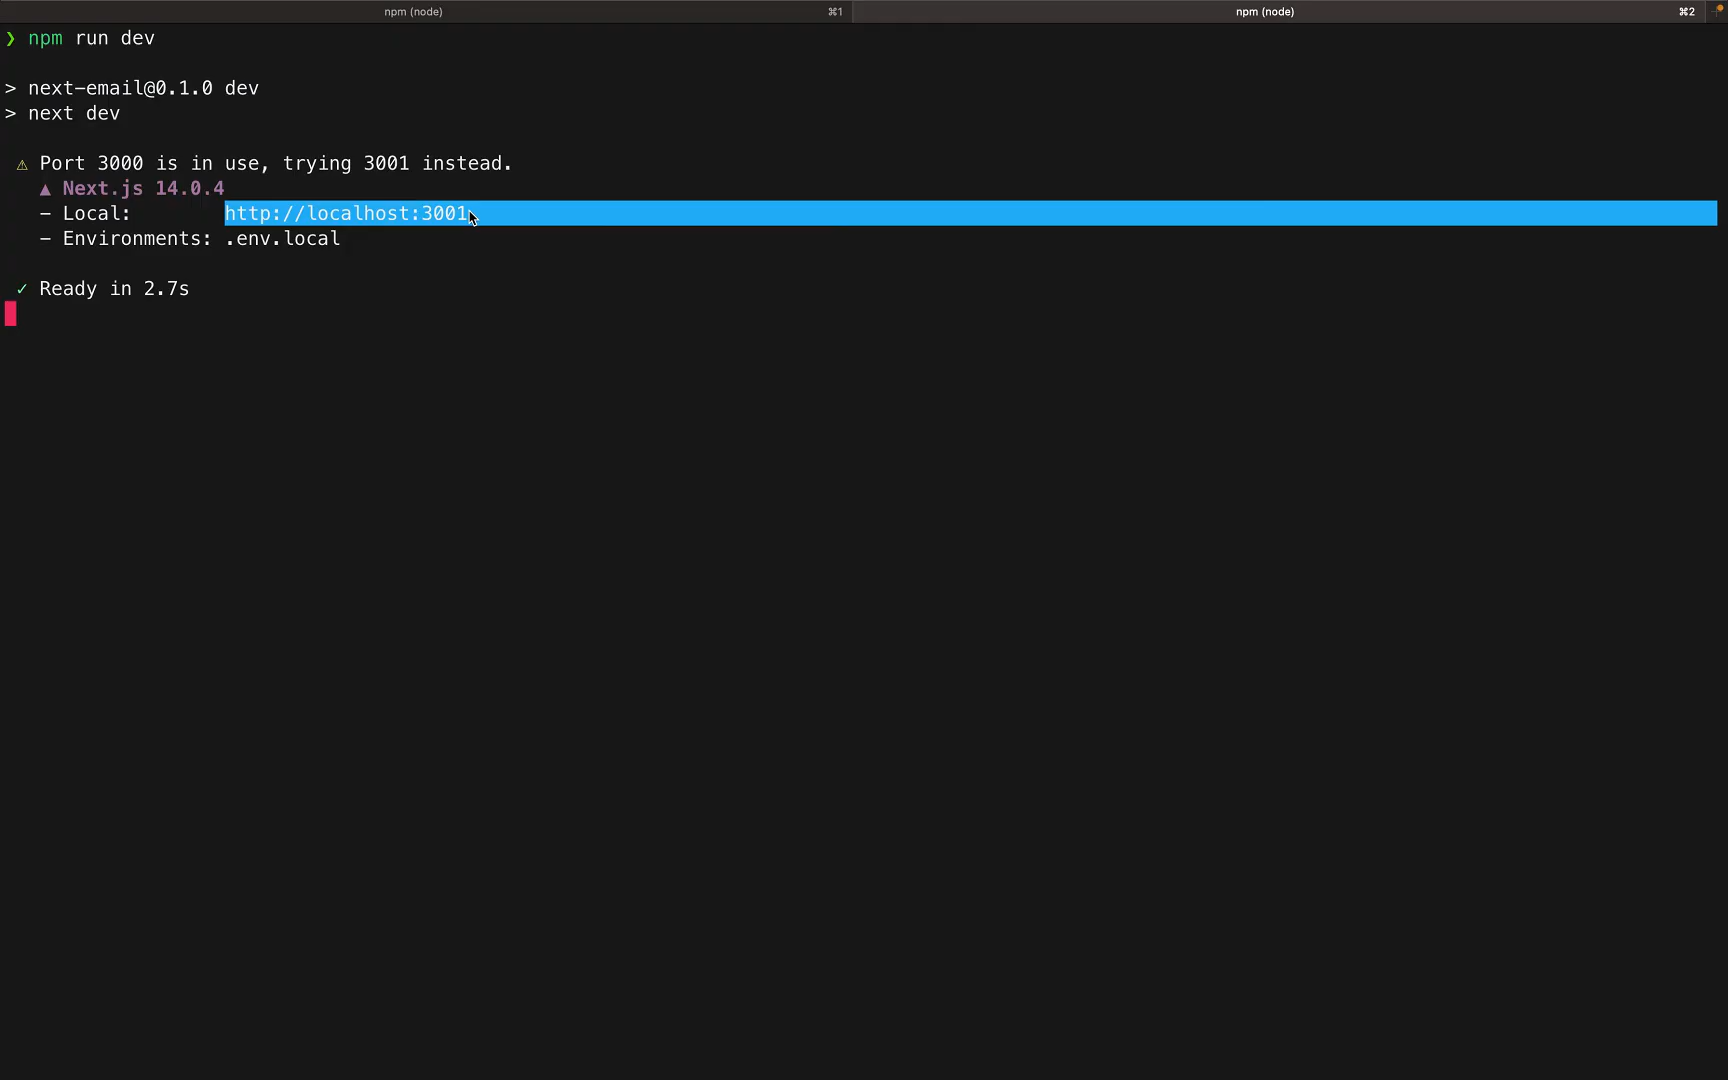 npm (node) ⌘1 npm (node) ⌘2
❯ npm run dev
> next-email@0.1.0 dev
> next dev
⚠ Port 3000 is in use, trying 3001 instead.
▲ Next.js 14.0.4
- Local: http://localhost:3001
- Environments: .env.local
✓ Ready in 2.7s